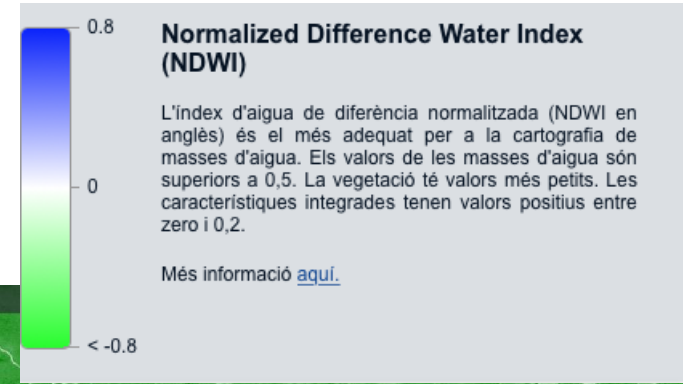 0.8
0
< -0.8
Normalized Difference Water Index
(NDWI)
L'índex d'aigua de diferència normalitzada (NDWI en
anglès) és el més adequat per a la cartografia de
masses d'aigua. Els valors de les masses d'aigua són
superiors a 0,5. La vegetació té valors més petits. Les
característiques integrades tenen valors positius entre
zero i 0,2.
Més informació aquí.